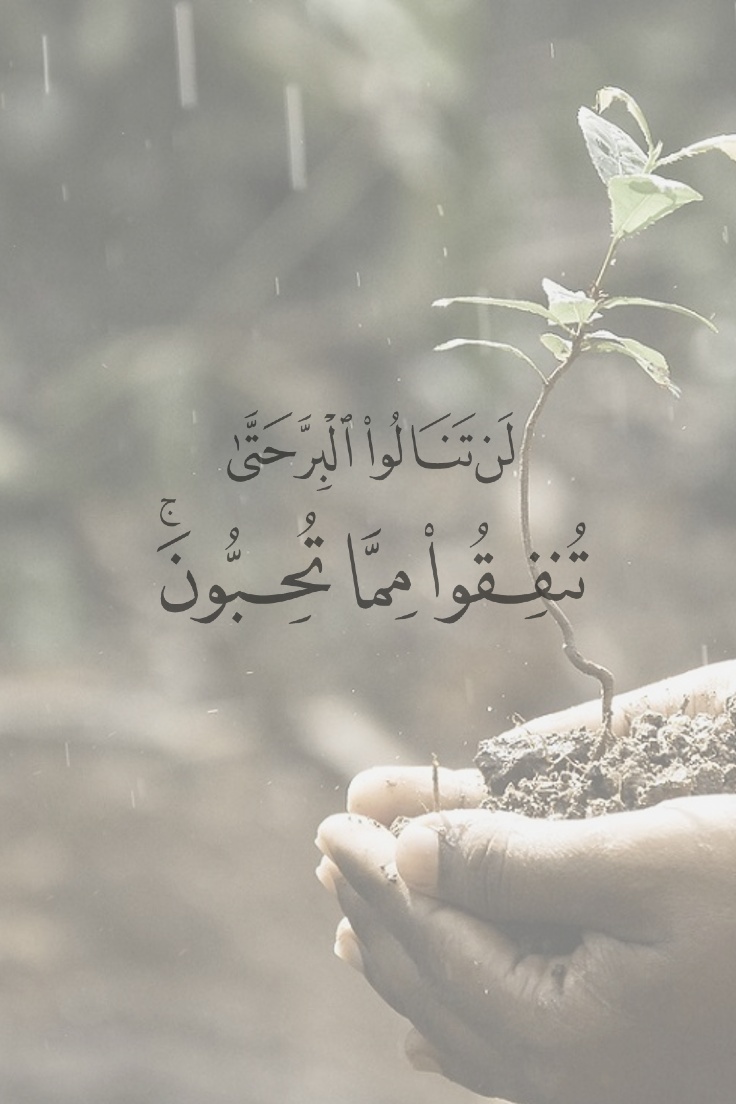 لَن تَنَالُوا۟ ٱلْبِرَّ حَتَّىٰ
تُنفِقُوا۟ مِمَّا تُحِبُّونَ ۚ